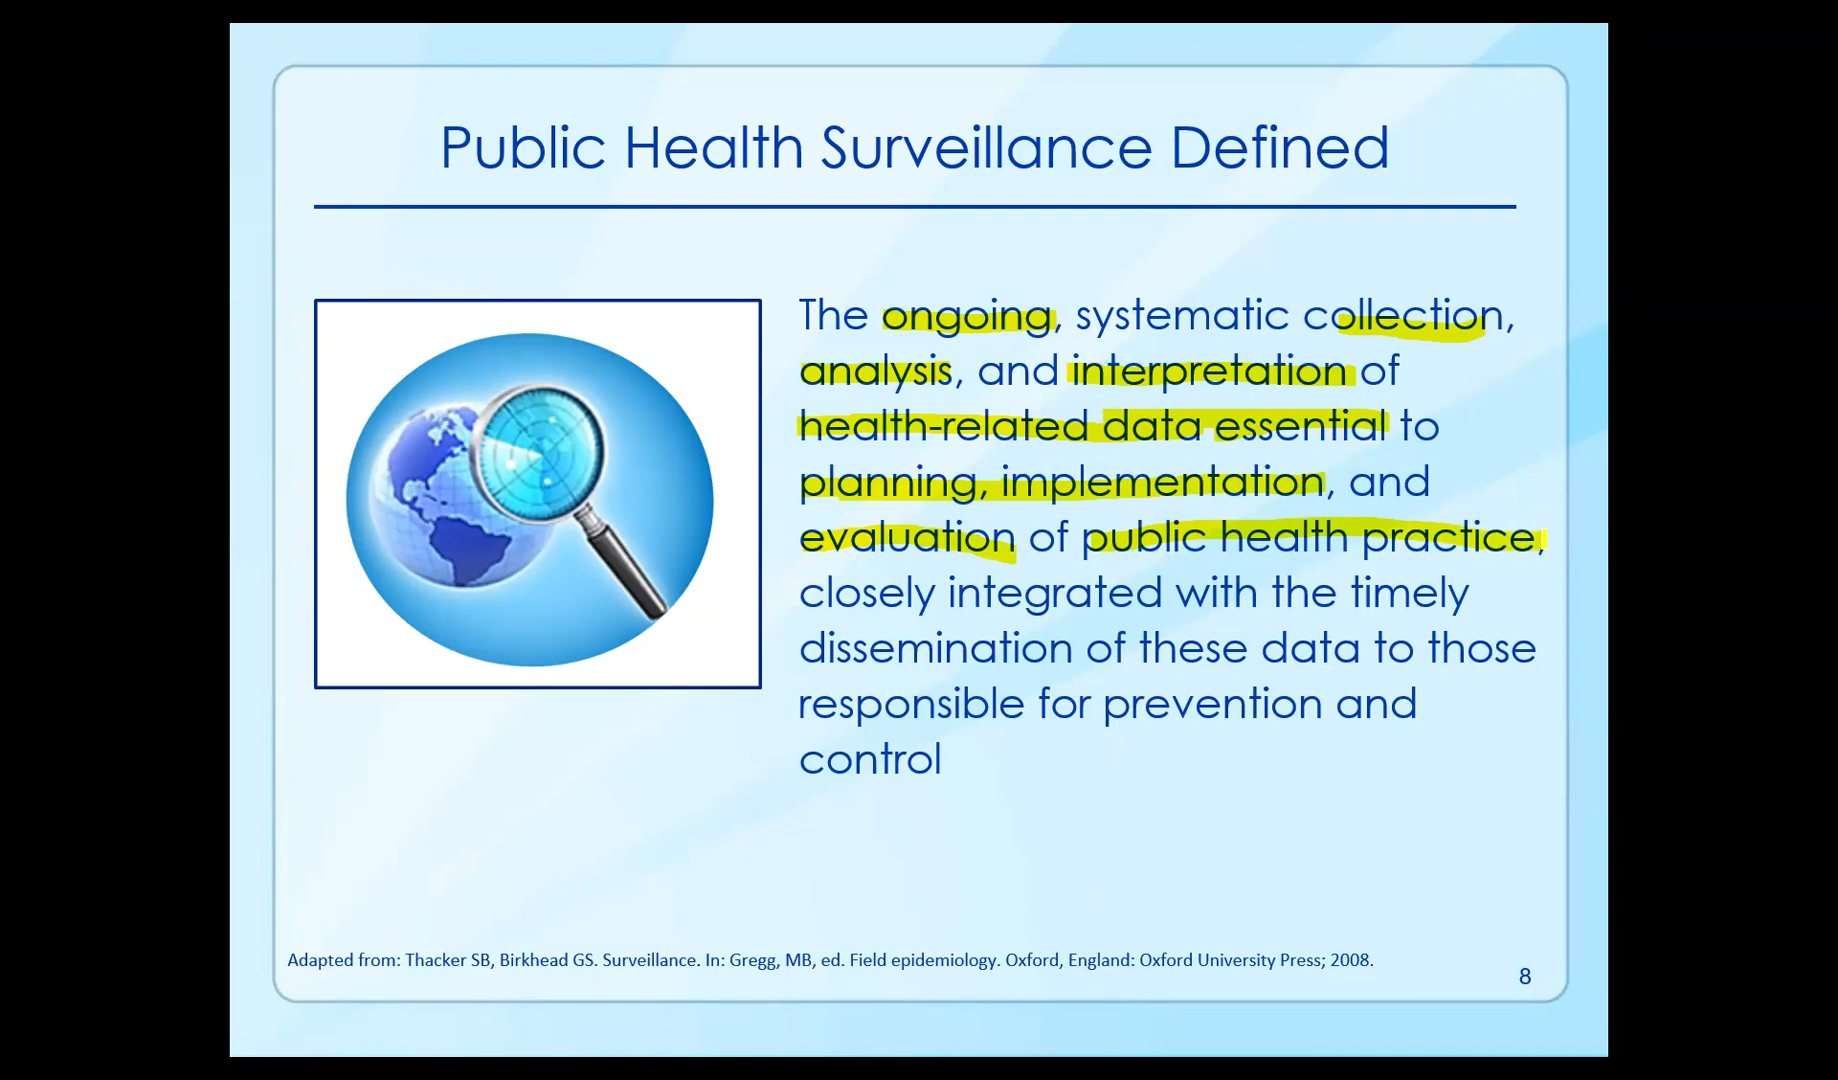 Public Health Surveillance Defined
The ongoing, systematic collection,
analysis, and interpretation of
health-related data essential to
planning, implementation, and
evaluation of public health practice,
closely integrated with the timely
dissemination of these data to those
responsible for prevention and
control
Adapted from: Thacker SB, Birkhead GS. Surveillance. In: Gregg, MB, ed. Field epidemiology. Oxford, England: Oxford University Press; 2008.
8